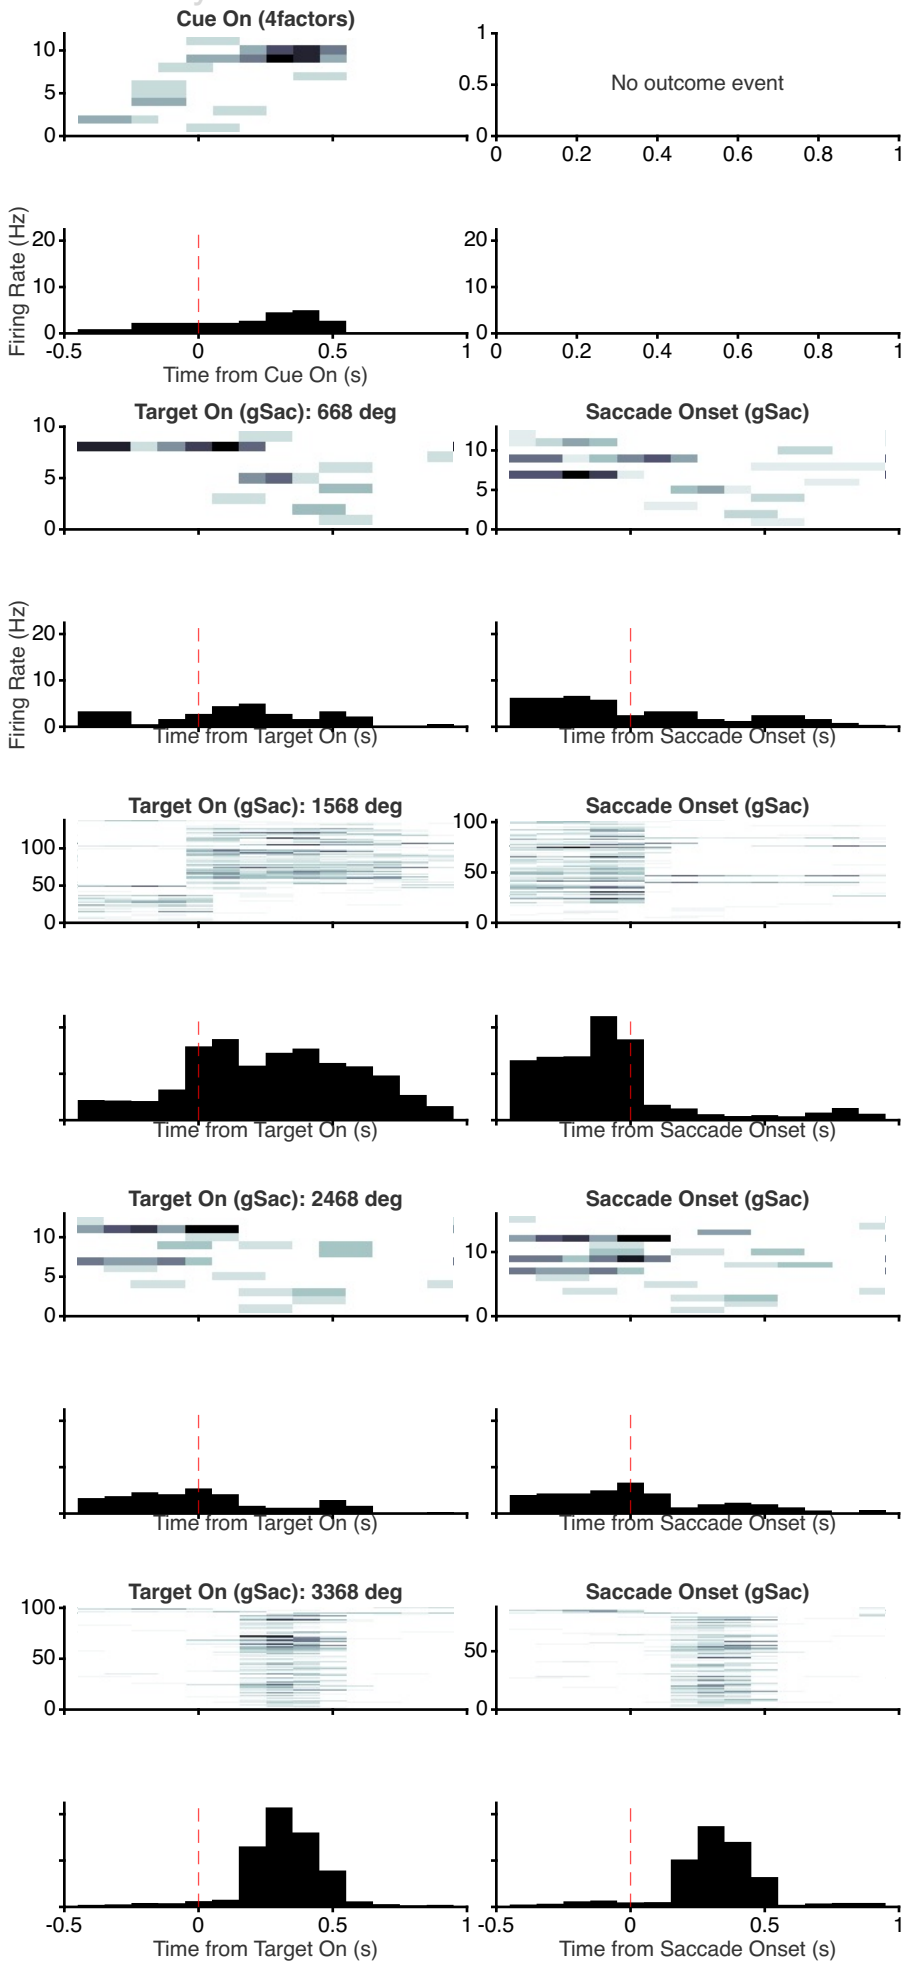 Cue On (4factors)
10
5
0
1
0.5
0
No outcome event
0 0.2 0.4 0.6 0.8 1
Firing Rate (Hz)
20
10
0
-0.5 0 0.5 1
Time from Cue On (s)
20
10
0
0 0.2 0.4 0.6 0.8 1
Target On (gSac): 668 deg
10
5
0
Saccade Onset (gSac)
10
5
0
Firing Rate (Hz)
20
10
0
Time from Target On (s)
Time from Saccade Onset (s)
Target On (gSac): 1568 deg
100
50
0
Saccade Onset (gSac)
100
50
0
Time from Target On (s)
Time from Saccade Onset (s)
Target On (gSac): 2468 deg
10
5
0
Saccade Onset (gSac)
10
0
Time from Target On (s)
Time from Saccade Onset (s)
Target On (gSac): 3368 deg
100
50
0
Saccade Onset (gSac)
50
0
-0.5 0 0.5 1
Time from Target On (s)
-0.5 0 0.5 1
Time from Saccade Onset (s)